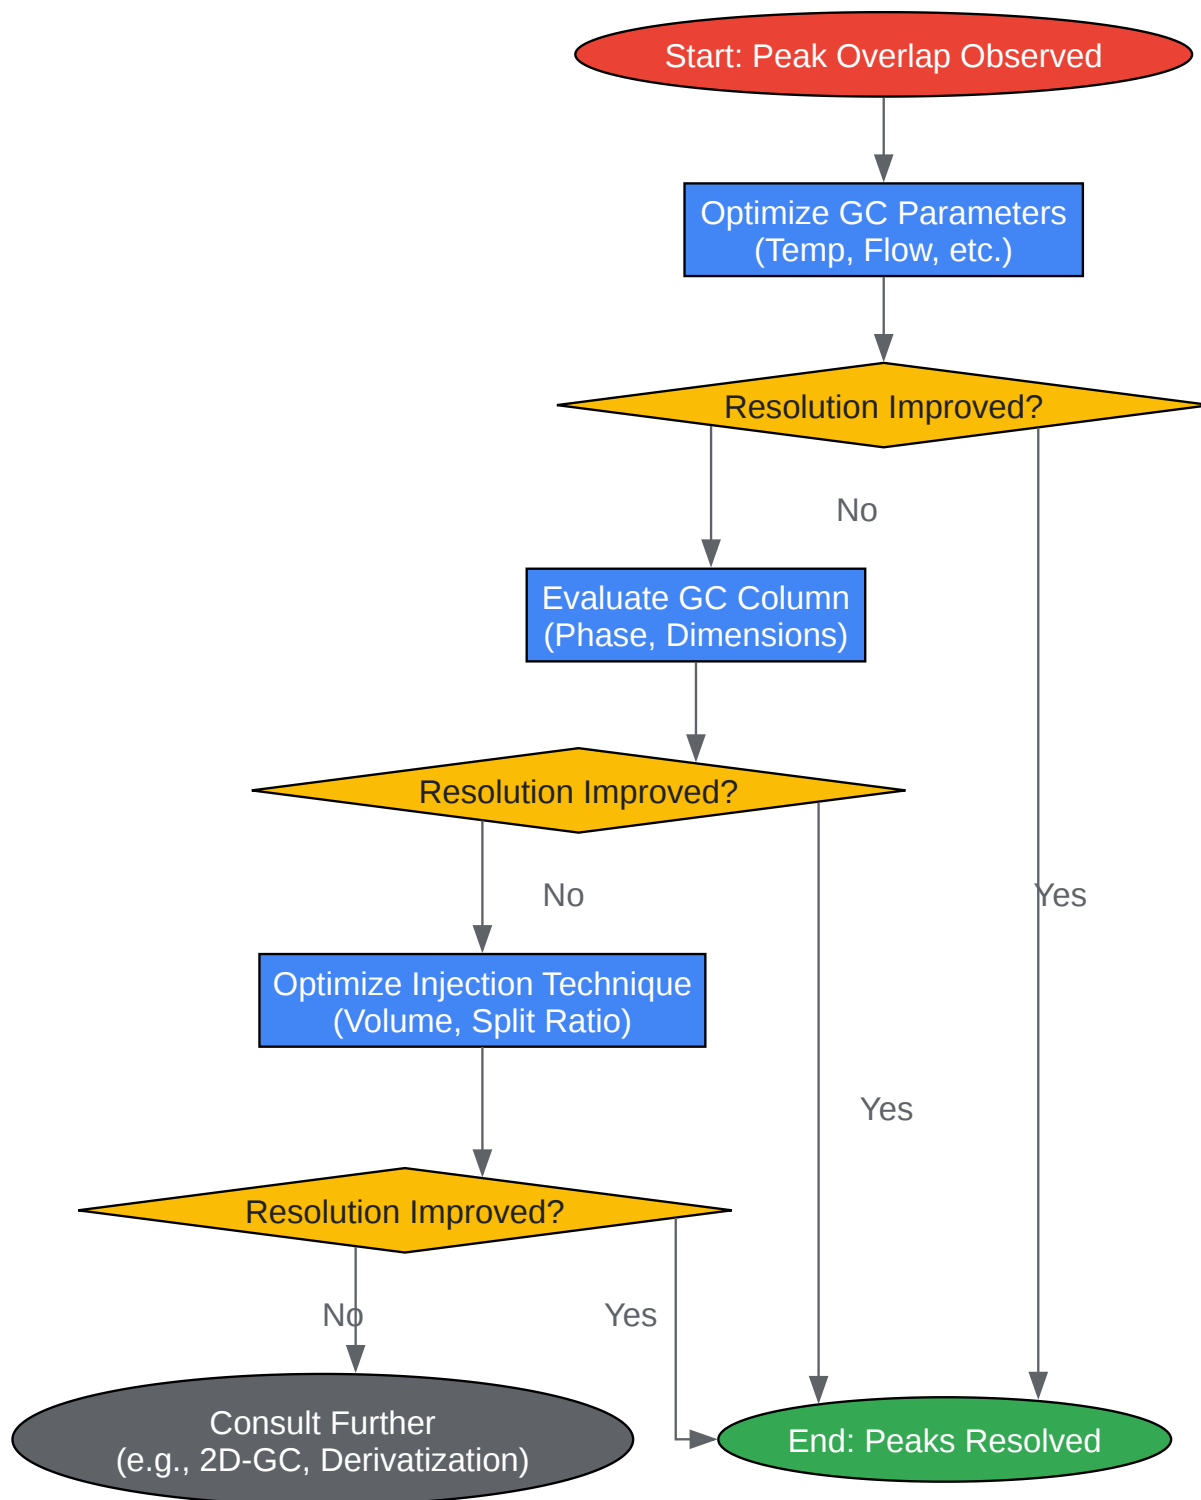 Start: Peak Overlap Observed
Optimize GC Parameters
(Temp, Flow, etc.)
Resolution Improved?
No
Evaluate GC Column
(Phase, Dimensions)
Resolution Improved?
No
Yes
Optimize Injection Technique
(Volume, Split Ratio)
Yes
Resolution Improved?
No
Yes
Consult Further
(e.g., 2D-GC, Derivatization)
End: Peaks Resolved